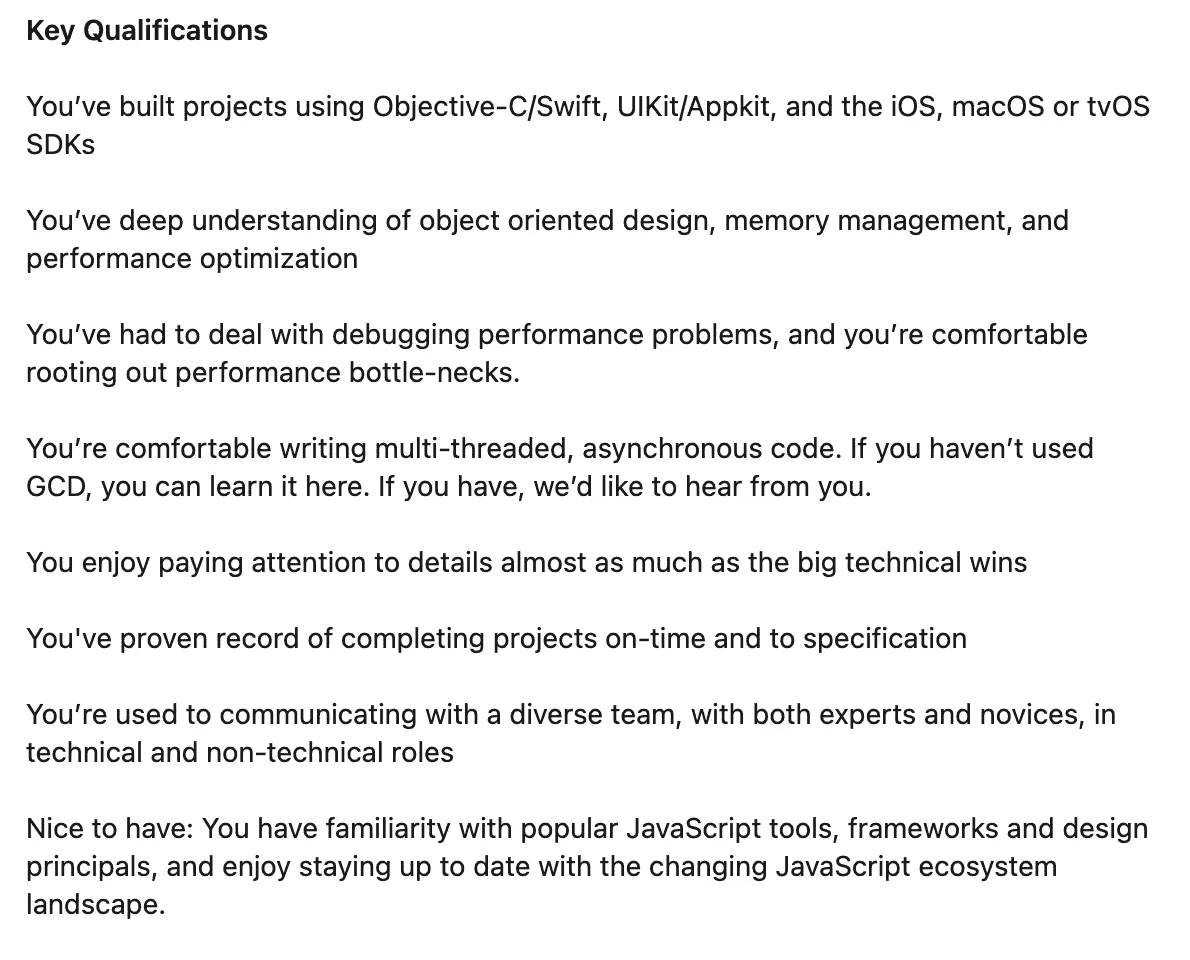 Key Qualifications
You’ve built projects using Objective-C/Swift, UIKit/Appkit, and the iOS, macOS or tvOS
SDKs
You’ve deep understanding of object oriented design, memory management, and
performance optimization
You’ve had to deal with debugging performance problems, and you’re comfortable
rooting out performance bottle-necks.
You’re comfortable writing multi-threaded, asynchronous code. If you haven’t used
GCD, you can learn it here. If you have, we’d like to hear from you.
You enjoy paying attention to details almost as much as the big technical wins
You've proven record of completing projects on-time and to specification
You’re used to communicating with a diverse team, with both experts and novices, in
technical and non-technical roles
Nice to have: You have familiarity with popular JavaScript tools, frameworks and design
principals, and enjoy staying up to date with the changing JavaScript ecosystem
landscape.